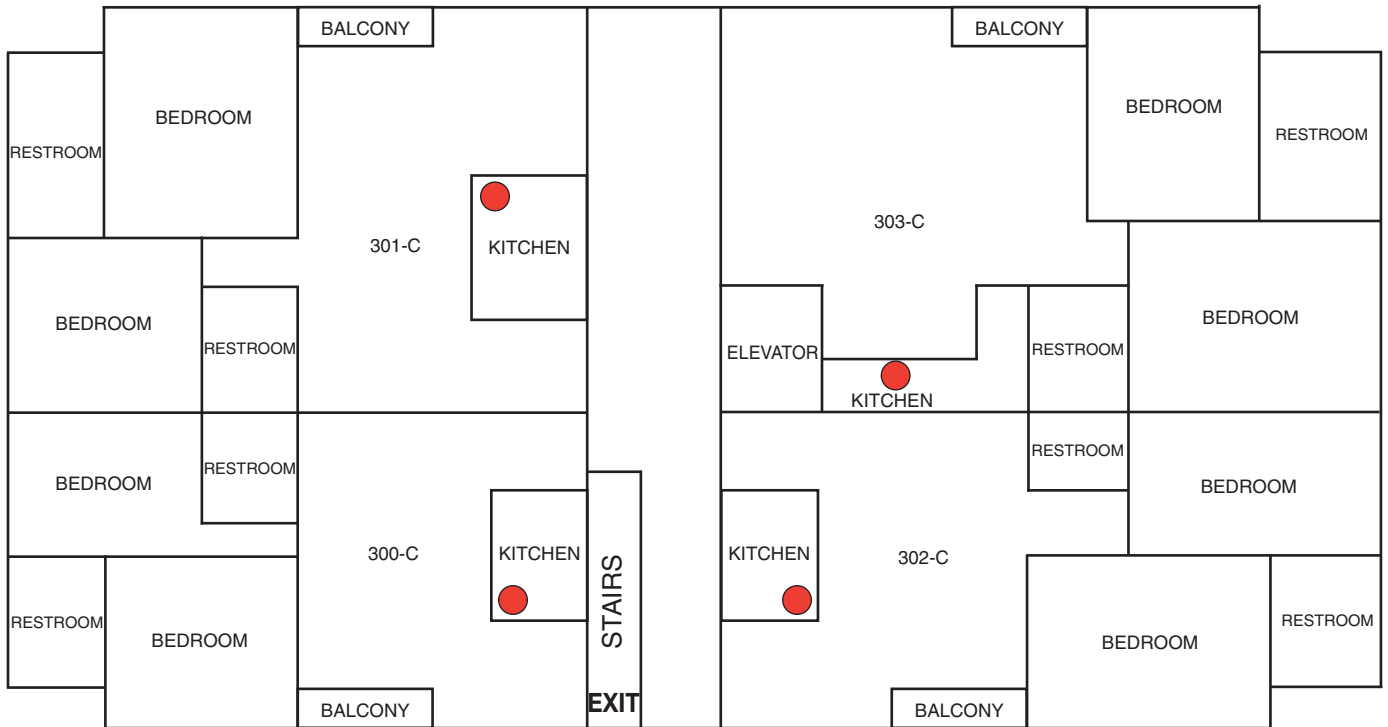 BALCONY
BALCONY
BEDROOM
BEDROOM
RESTROOM
RESTROOM
301-C
KITCHEN
303-C
BEDROOM
RESTROOM
ELEVATOR
RESTROOM
BEDROOM
KITCHEN
BEDROOM
RESTROOM
RESTROOM
BEDROOM
300-C
KITCHEN
STAIRS
KITCHEN
302-C
RESTROOM
BEDROOM
BEDROOM
RESTROOM
EXIT
BALCONY
BALCONY